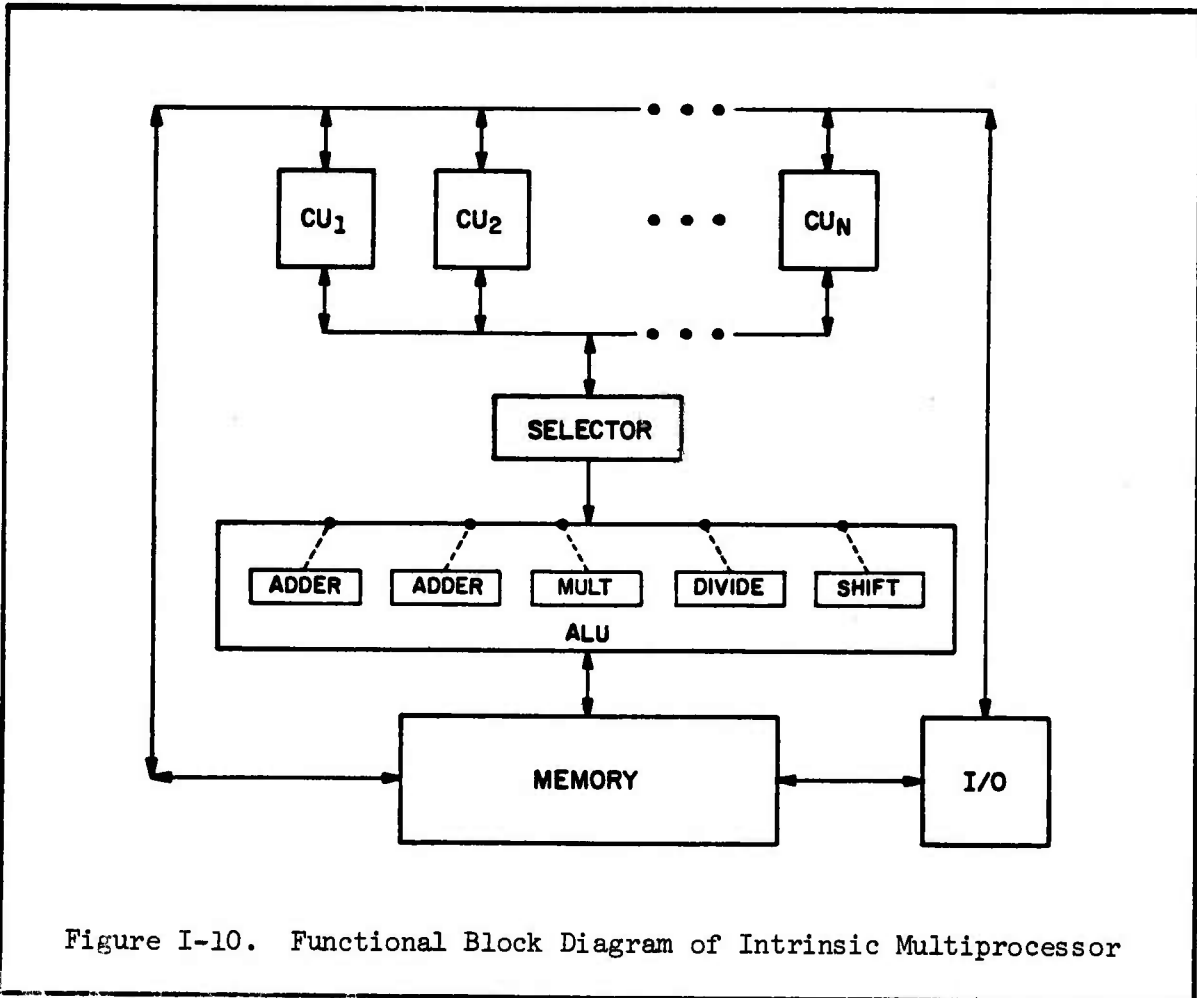 CU1 CU2 CUN
SELECTOR
ADDER ADDER MULT DIVIDE SHIFT
ALU
MEMORY I/O
Figure I-10. Functional Block Diagram of Intrinsic Multiprocessor